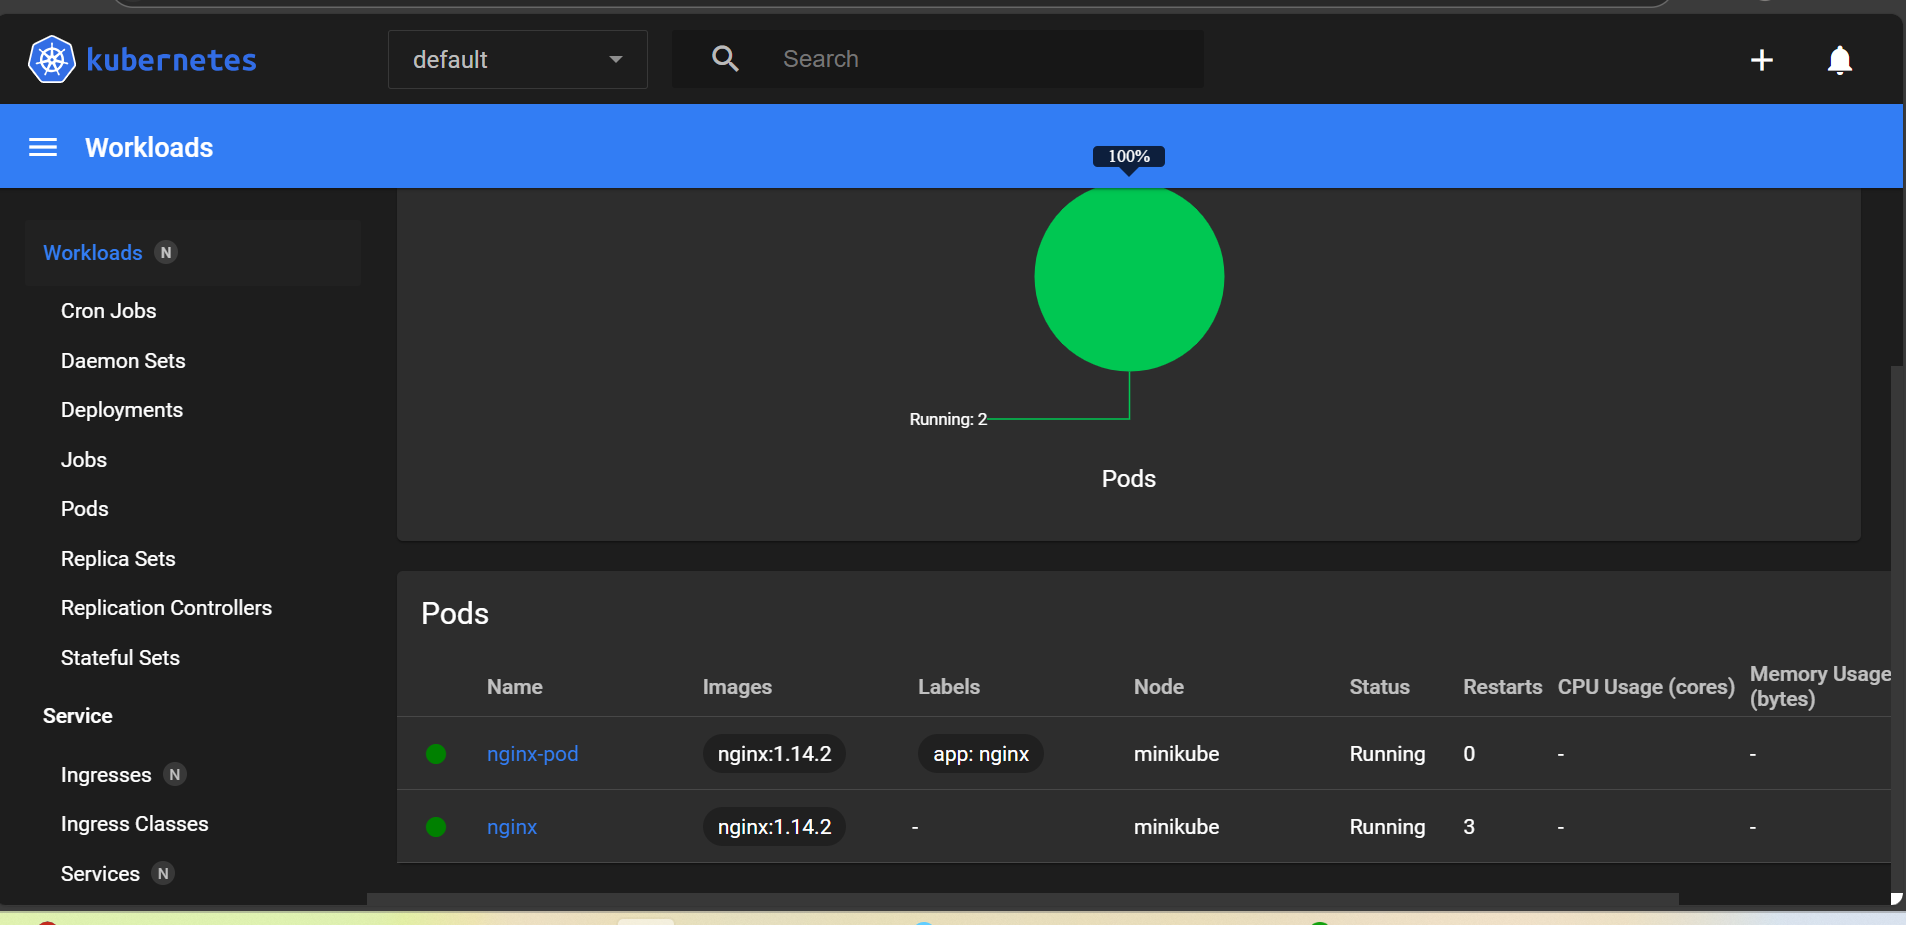 kubernetes
default
Search
Workloads
100%
Workloads N
Cron Jobs
Daemon Sets
Deployments
Jobs
Pods
Replica Sets
Replication Controllers
Stateful Sets
Service
Ingresses N
Ingress Classes
Services N
Running: 2
Pods
Pods
Name Images Labels Node Status Restarts CPU Usage (cores) Memory Usage
(bytes)
nginx-pod nginx:1.14.2 app: nginx minikube Running 0 - -
nginx nginx:1.14.2 - minikube Running 3 - -